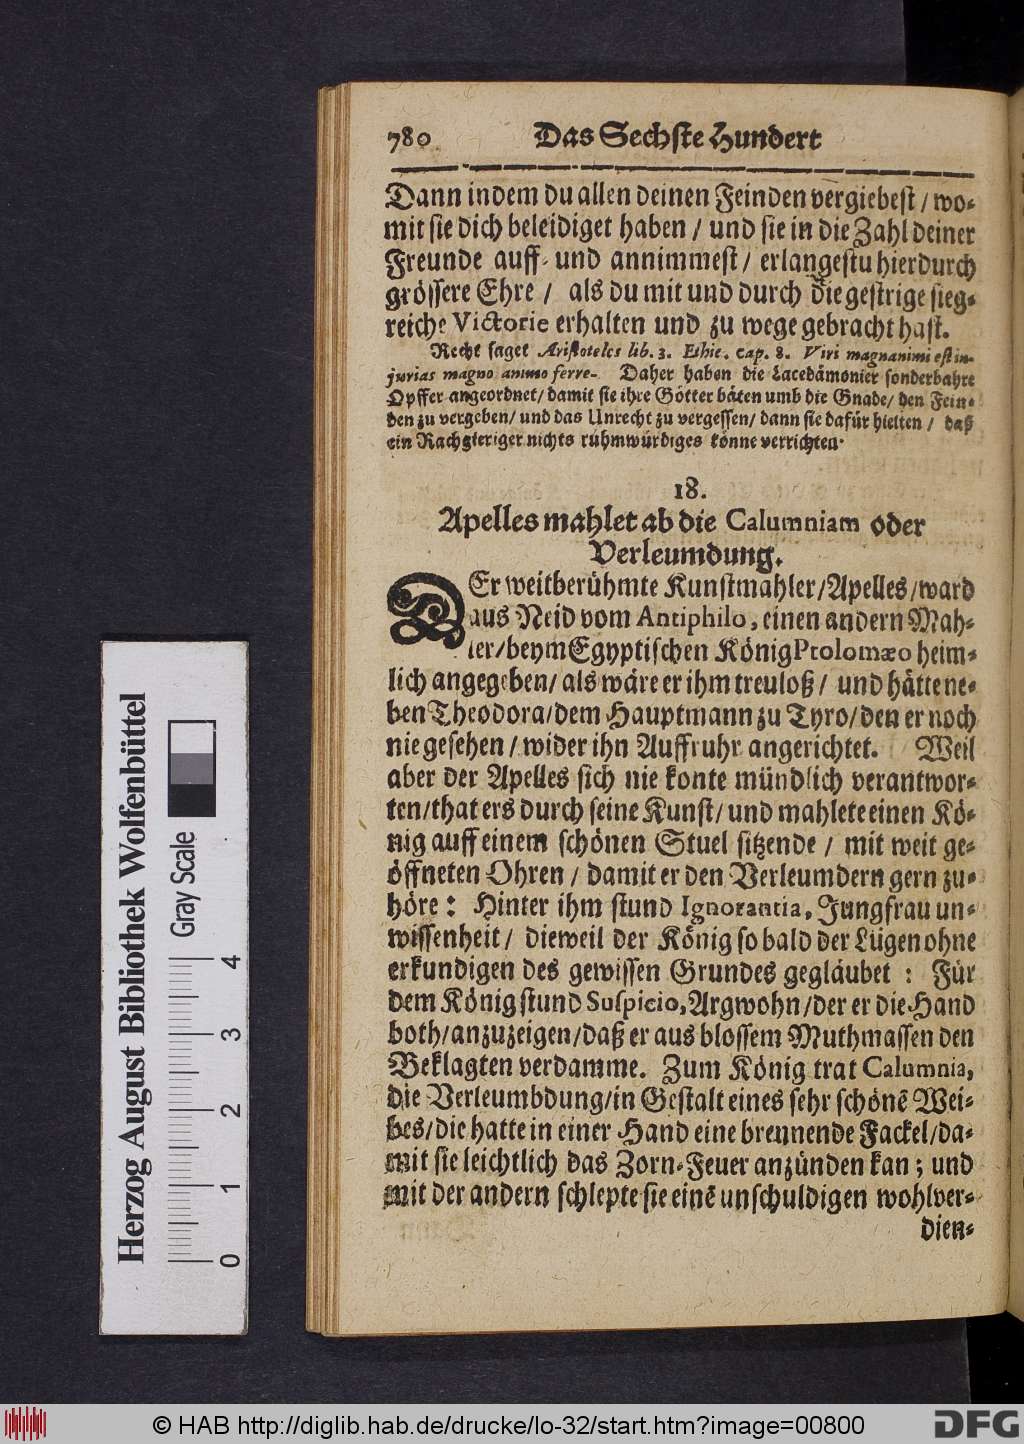 780 Das Sechste Hundert
Dann indem du allen deinen Feinden vergiebest / wo-
mit sie dich beleidiget haben / und sie in die Zahl deiner
Freunde auff- und annimmest / erlangestu hierdurch
grössere Ehre / als du mit und durch die gestrige sieg-
reiche Victorie erhalten und zu wege gebracht hast.
Recht saget Aristoteles lib. 3. Ethic. cap. 8. Viri magnanimi est in-
jurias magno animo ferre. Daher haben die Lacedämonier sonderbahre
Opffer angeordnet / damit sie ihre Götter bäten umb die Gnade / den Fein-
den zu vergeben / und das Unrecht zu vergessen / dann sie dafür hielten / daß
ein Rachgieriger nichts rühmwürdiges könne verrichten.
18.
Apelles mahlet ab die Calumniam oder
Verleumdung.
DEr weitberühmte Kunstmahler / Apelles / ward
aus Neid vom Antiphilo, einen andern Mah-
ler / beym Egyptischen König Ptolomæo heim-
lich angegeben / als wäre er ihm treuloß / und hätte ne-
ben Theodora / dem Hauptmann zu Tyro / den er noch
nie gesehen / wider ihn Auffruhr angerichtet. Weil
aber der Apelles sich nie konte mündlich verantwor-
ten / that ers durch seine Kunst / und mahlete einen Kö-
nig auff einem schönen Stuel sitzende / mit weit ge-
öffneten Ohren / damit er den Verleumdern gern zu-
höre : Hinter ihm stund Ignorantia, Jungfrau un-
wissenheit / dieweil der König so bald der Lügen ohne
erkundigen des gewissen Grundes gegläubet : Für
dem König stund Suspicio, Argwohn / der er die Hand
both / anzuzeigen / daß er aus blossem Muthmassen den
Beklagten verdamme. Zum König trat Calumnia,
die Verleumbdung / in Gestalt eines sehr schönē Wei-
bes / die hatte in einer Hand eine brennende Fackel / da-
mit sie leichtlich das Zorn-Feuer anzünden kan ; und
mit der andern schlepte sie einē unschuldigen wohlver-
dien-
Herzog August Bibliothek Wolfenbüttel
Gray Scale
0 1 2 3 4
© HAB http://diglib.hab.de/drucke/lo-32/start.htm?image=00800
DFG